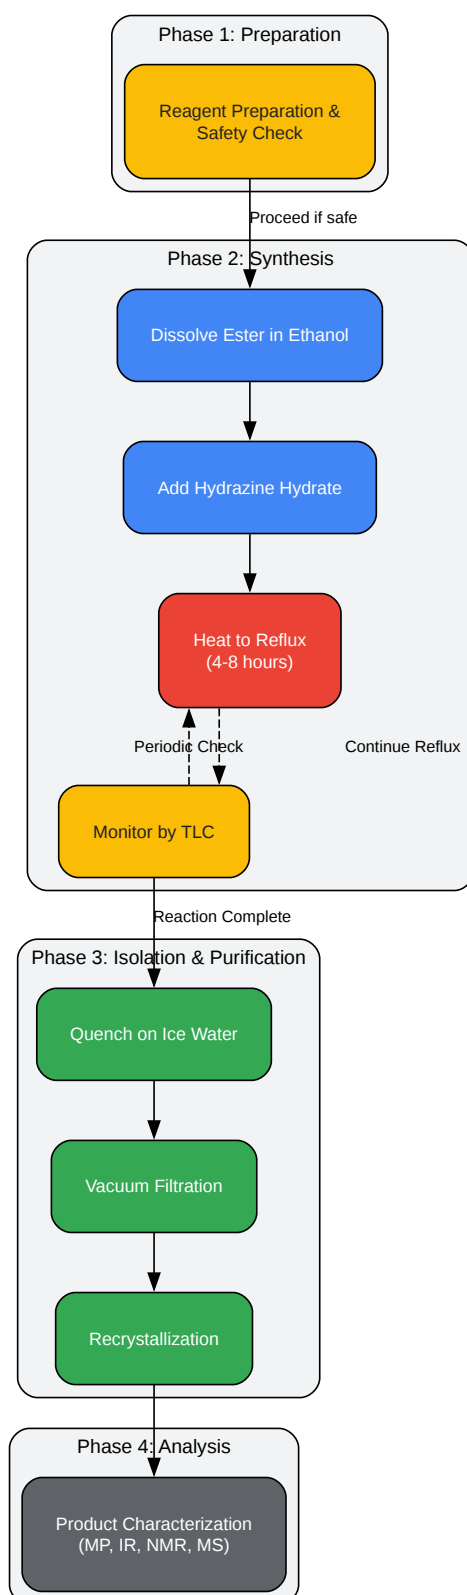 Phase 1: Preparation
Reagent Preparation &
Safety Check
Proceed if safe
Phase 2: Synthesis
Dissolve Ester in Ethanol
Add Hydrazine Hydrate
Heat to Reflux
(4-8 hours)
Periodic Check
Continue Reflux
Monitor by TLC
Reaction Complete
Phase 3: Isolation & Purification
Quench on Ice Water
Vacuum Filtration
Recrystallization
Phase 4: Analysis
Product Characterization
(MP, IR, NMR, MS)